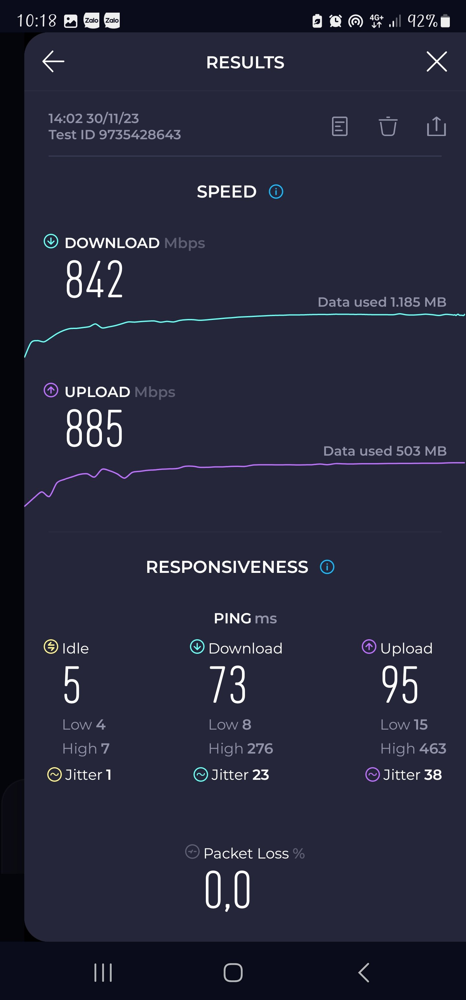 10:18 Zalo Zalo 4G+ 92%
RESULTS
14:02 30/11/23
Test ID 9735428643
SPEED
DOWNLOAD Mbps
842
Data used 1.185 MB
UPLOAD Mbps
885
Data used 503 MB
RESPONSIVENESS
PING ms
Idle Download Upload
5 73 95
Low 4 Low 8 Low 15
High 7 High 276 High 463
Jitter 1 Jitter 23 Jitter 38
Packet Loss %
0,0